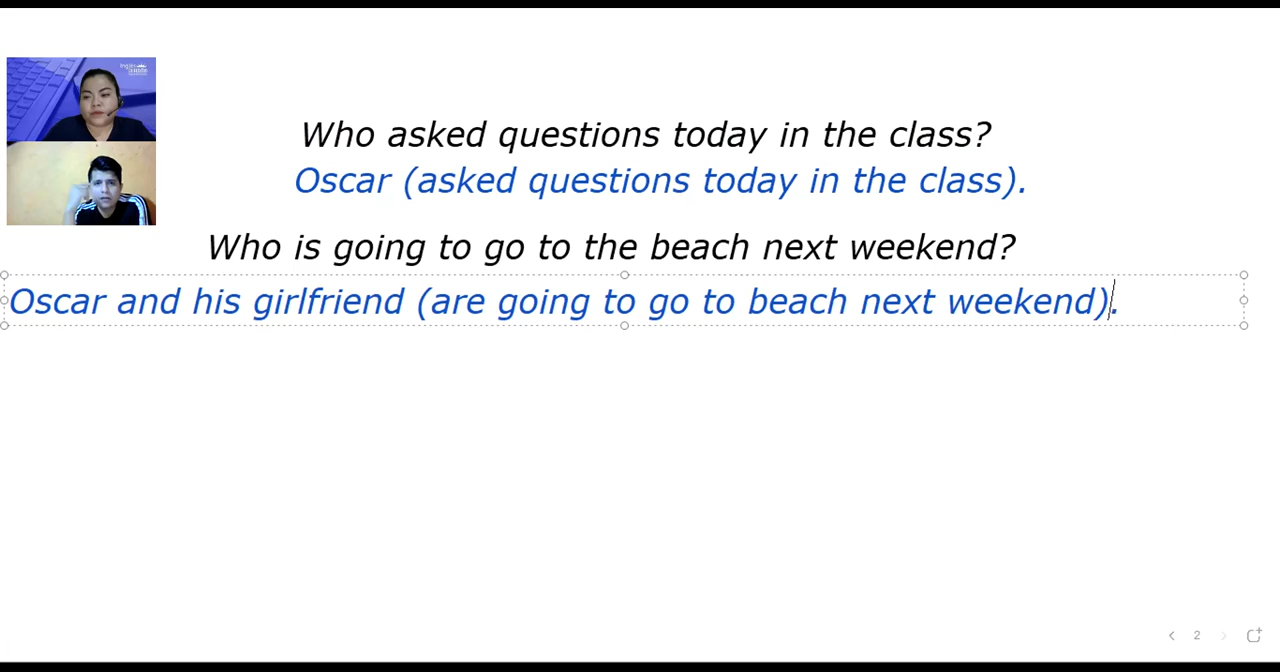 Who asked questions today in the class?
Oscar (asked questions today in the class).
Who is going to go to the beach next weekend?
Oscar and his girlfriend (are going to go to beach next weekend).
2